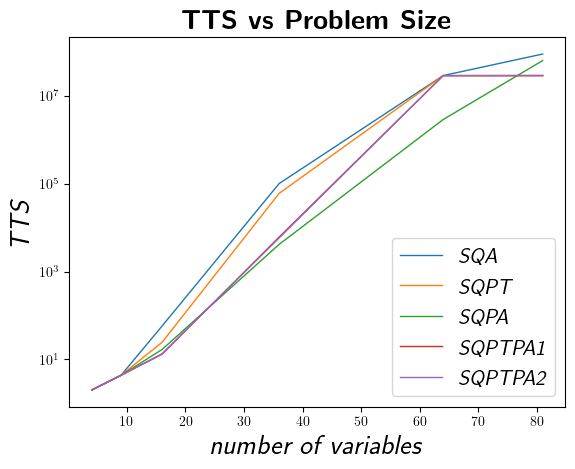 TTS vs Problem Size
TTS
10^7
10^5
10^3
10^1
SQA
SQPT
SQPA
SQPTPA1
SQPTPA2
10 20 30 40 50 60 70 80
number of variables